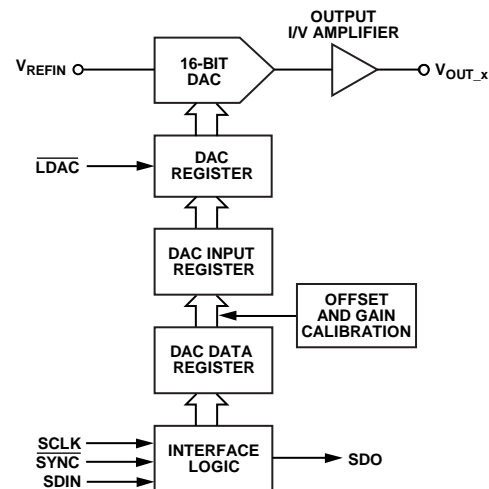 OUTPUT
I/V AMPLIFIER
VREFIN
16-BIT
DAC
VOUT_x
LDAC
DAC
REGISTER
DAC INPUT
REGISTER
OFFSET
AND GAIN
CALIBRATION
DAC DATA
REGISTER
SCLK
SYNC
SDIN
INTERFACE
LOGIC
SDO